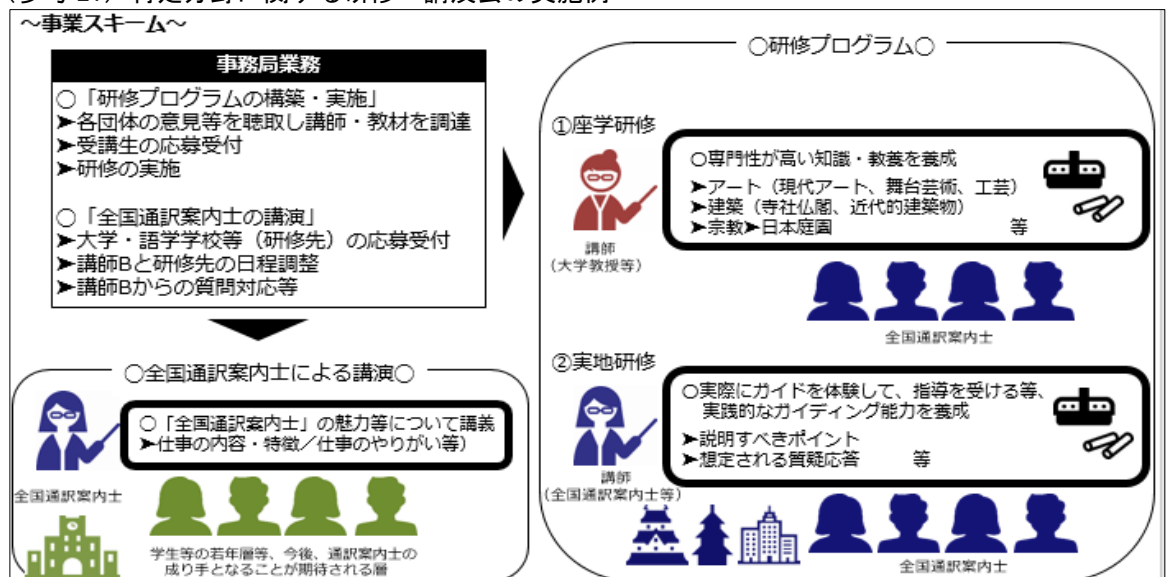 ～事業スキーム～
事務局業務
○「研修プログラムの構築・実施」
➤各団体の意見等を聴取し講師・教材を調達
➤受講生の応募受付
➤研修の実施
○「全国通訳案内士の講演」
➤大学・語学学校等（研修先）の応募受付
➤講師Bと研修先の日程調整
➤講師Bからの質問対応等
○全国通訳案内士による講演○
○「全国通訳案内士」の魅力等について講義
➤仕事の内容・特徴／仕事のやりがい等）
全国通訳案内士
学生等の若年層等、今後、通訳案内士の
成り手となることが期待される層
○研修プログラム○
①座学研修
○専門性が高い知識・教養を養成
➤アート（現代アート、舞台芸術、工芸）
➤建築（寺社仏閣、近代的建築物）
➤宗教➤日本庭園 等
講師
（大学教授等）
全国通訳案内士
②実地研修
○実際にガイドを体験して、指導を受ける等、
実践的なガイディング能力を養成
➤説明すべきポイント
➤想定される質疑応答 等
講師
（全国通訳案内士等）
全国通訳案内士